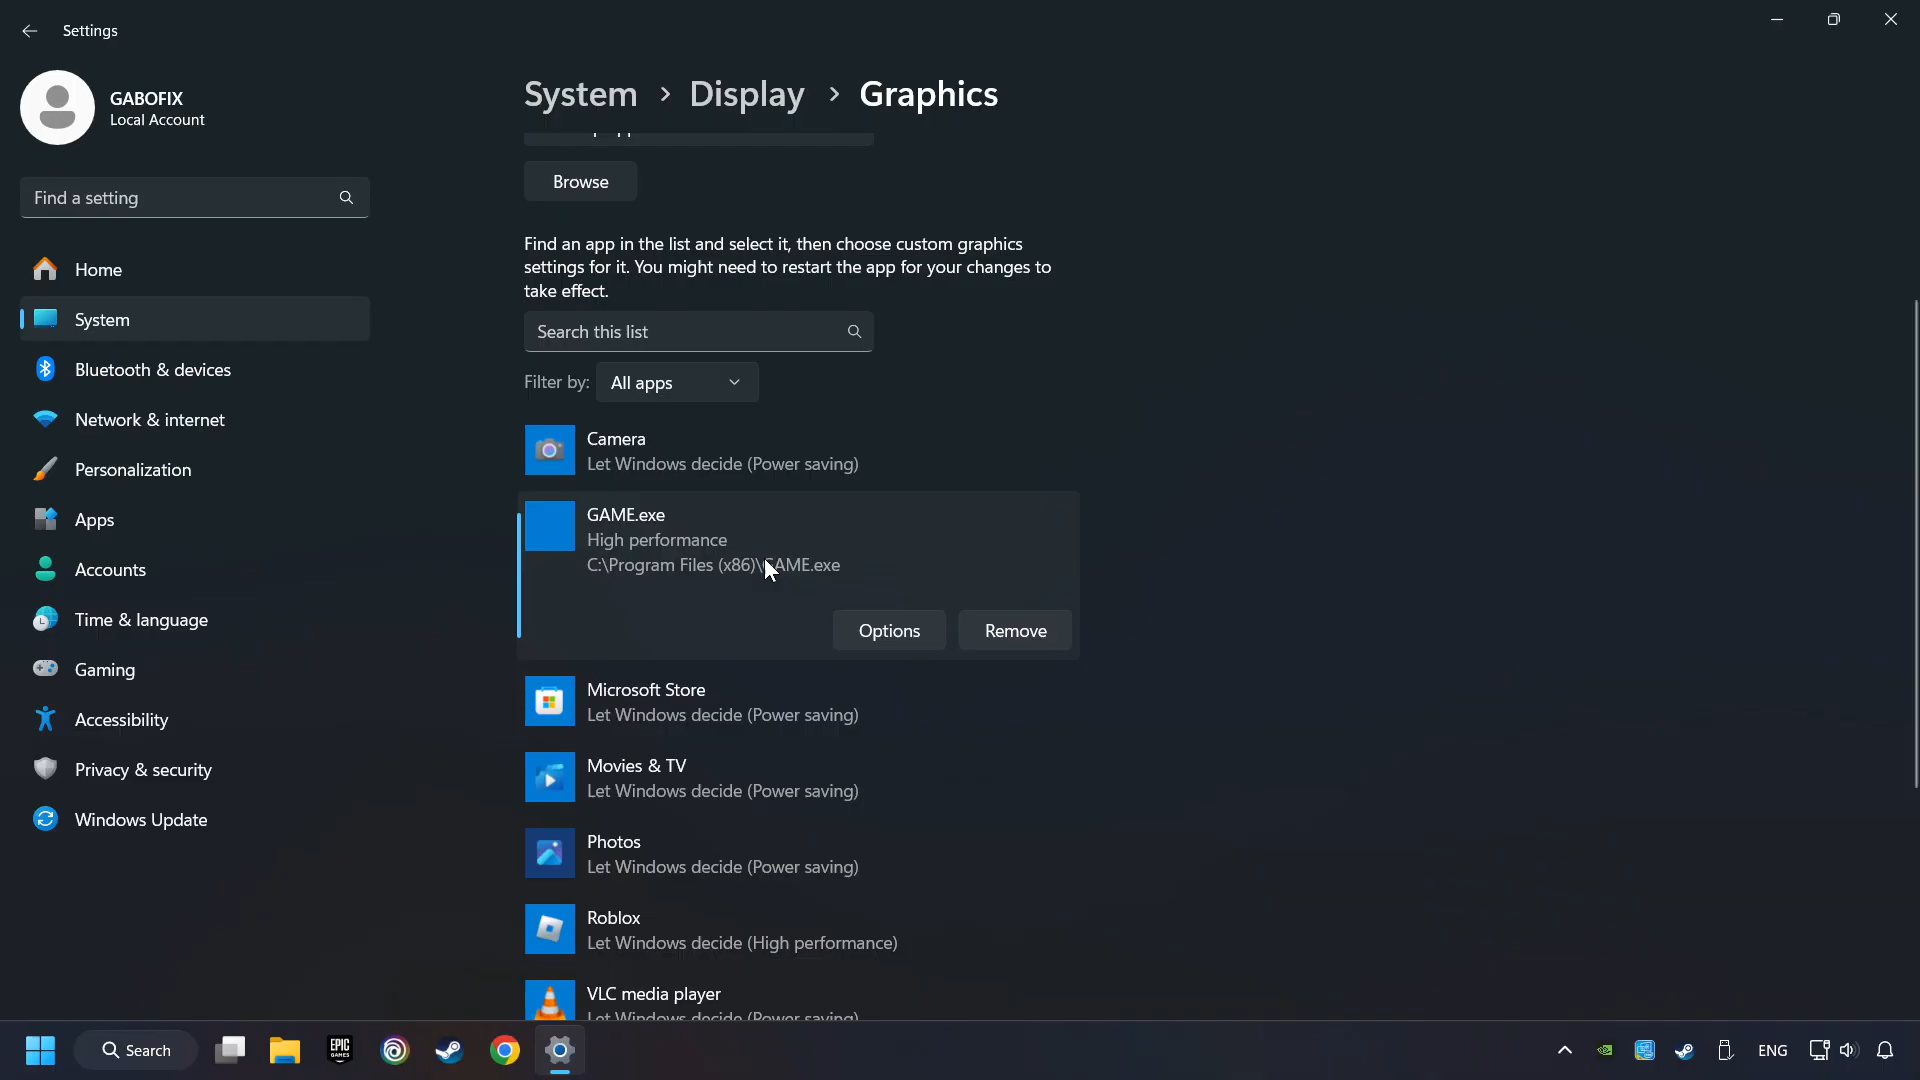 Settings
GABOFIX
Local Account
Find a setting
Home
System
Bluetooth & devices
Network & internet
Personalization
Apps
Accounts
Time & language
Gaming
Accessibility
Privacy & security
Windows Update
System > Display > Graphics
Browse
Find an app in the list and select it, then choose custom graphics
settings for it. You might need to restart the app for your changes to
take effect.
Search this list
Filter by: All apps
Camera
Let Windows decide (Power saving)
GAME.exe
High performance
C:\Program Files (x86)\GAME.exe
Options Remove
Microsoft Store
Let Windows decide (Power saving)
Movies & TV
Let Windows decide (Power saving)
Photos
Let Windows decide (Power saving)
Roblox
Let Windows decide (High performance)
VLC media player
Let Windows decide (Power saving)
Search
EPIC
GAMES
ENG